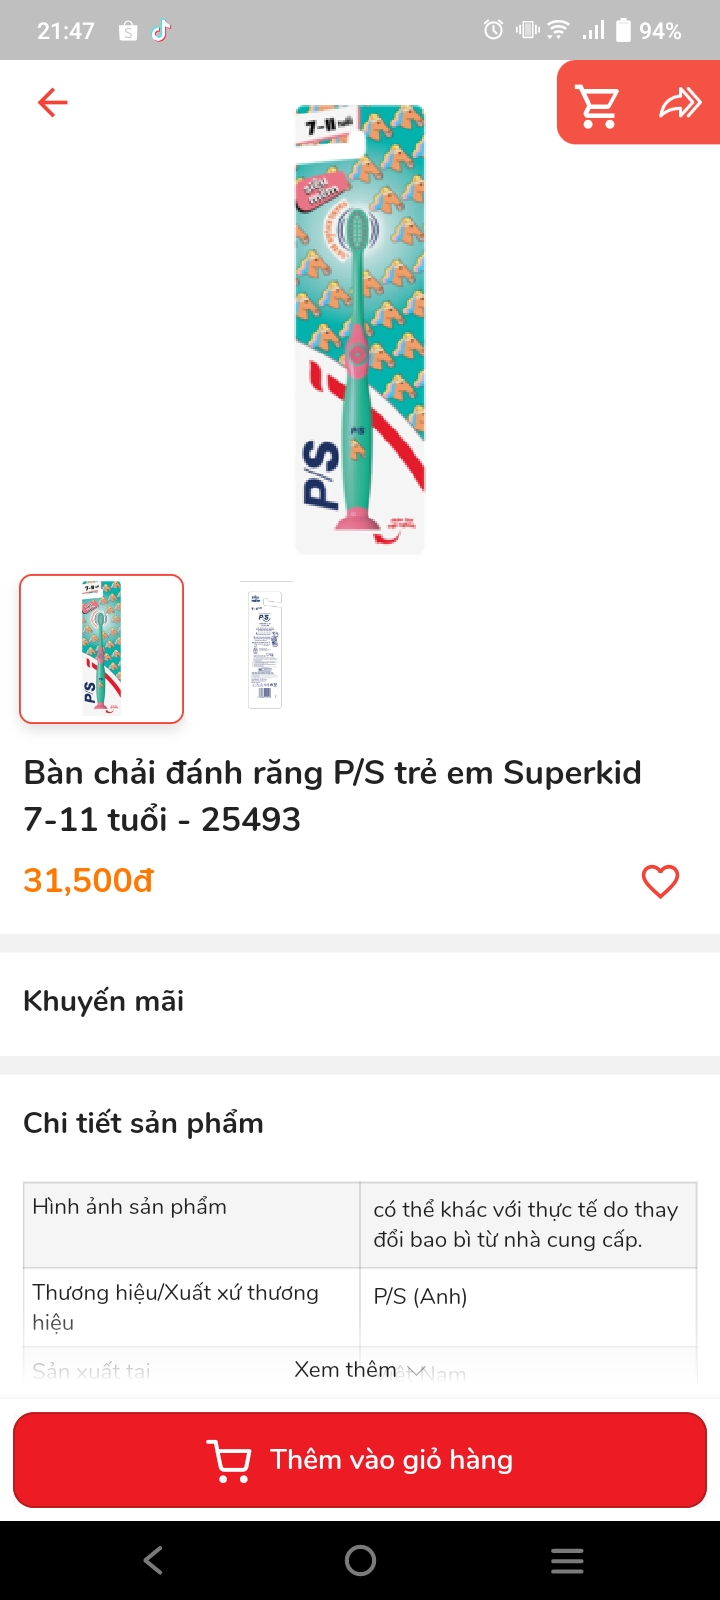 21:47
94%
7-11 tuổi
siêu
mềm
P/S
P/S
7-11
P/S
P/S
Bàn chải đánh răng P/S trẻ em Superkid
7-11 tuổi - 25493
31,500đ
Khuyến mãi
Chi tiết sản phẩm
Hình ảnh sản phẩm
có thể khác với thực tế do thay
đổi bao bì từ nhà cung cấp.
Thương hiệu/Xuất xứ thương
hiệu
P/S (Anh)
Sản xuất tại
Việt Nam
Xem thêm
Thêm vào giỏ hàng